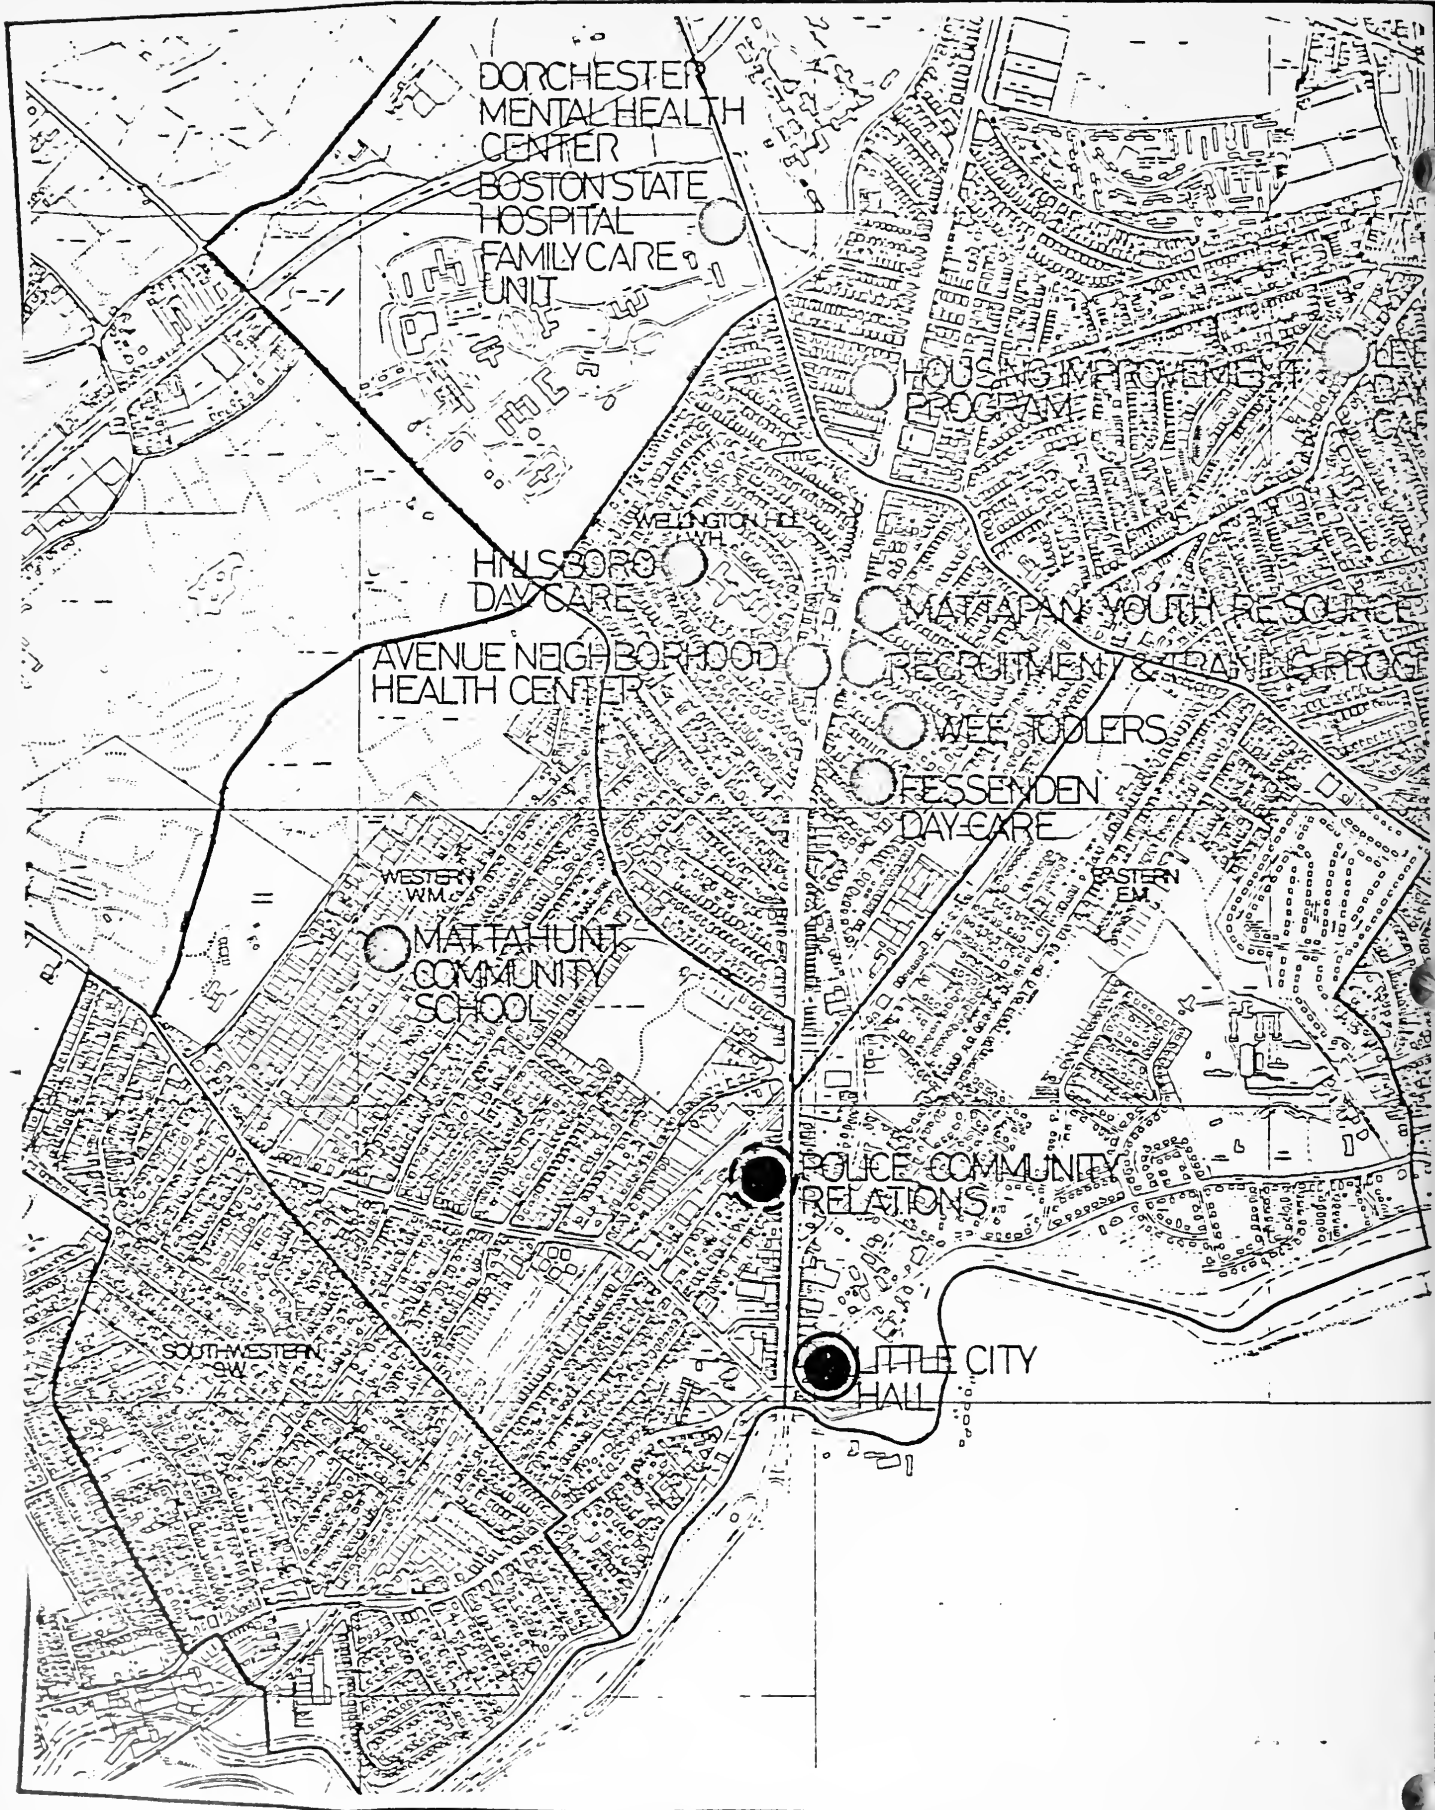 DORCHESTER
MENTAL HEALTH
CENTER
BOSTON STATE
HOSPITAL
FAMILY CARE
UNIT
HOUSING IMPROVEMENT
PROGRAM
WELLINGTON HILL
W.H.
HILLSBORO
DAY CARE
MATTAPAN YOUTH RESOURCE
AVENUE NEIGHBORHOOD
HEALTH CENTER
RECRUITMENT & TRAINING PROG
WEE TODLERS
FESSENDEN
DAY CARE
WESTERN
W.M.
EASTERN
E.M.
MATTAHUNT
COMMUNITY
SCHOOL
POLICE COMMUNITY
RELATIONS
SOUTHWESTERN
S.W.
LITTLE CITY
HALL